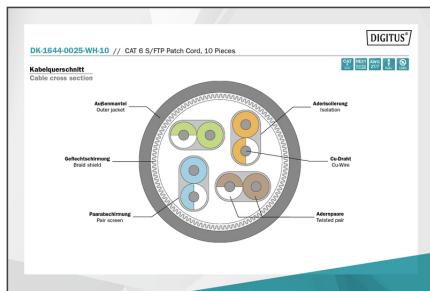 DIGITUS®
DK-1644-0025-WH-10 // CAT 6 S/FTP Patch Cord, 10 Pieces
Kabelquerschnitt
Cable cross section
Außenmantel
Outer jacket
Aderisolierung
Isolation
Geflechtschirmung
Braid shield
Cu-Draht
Cu-Wire
Paarabschirmung
Pair screen
Adernpaare
Twisted pair